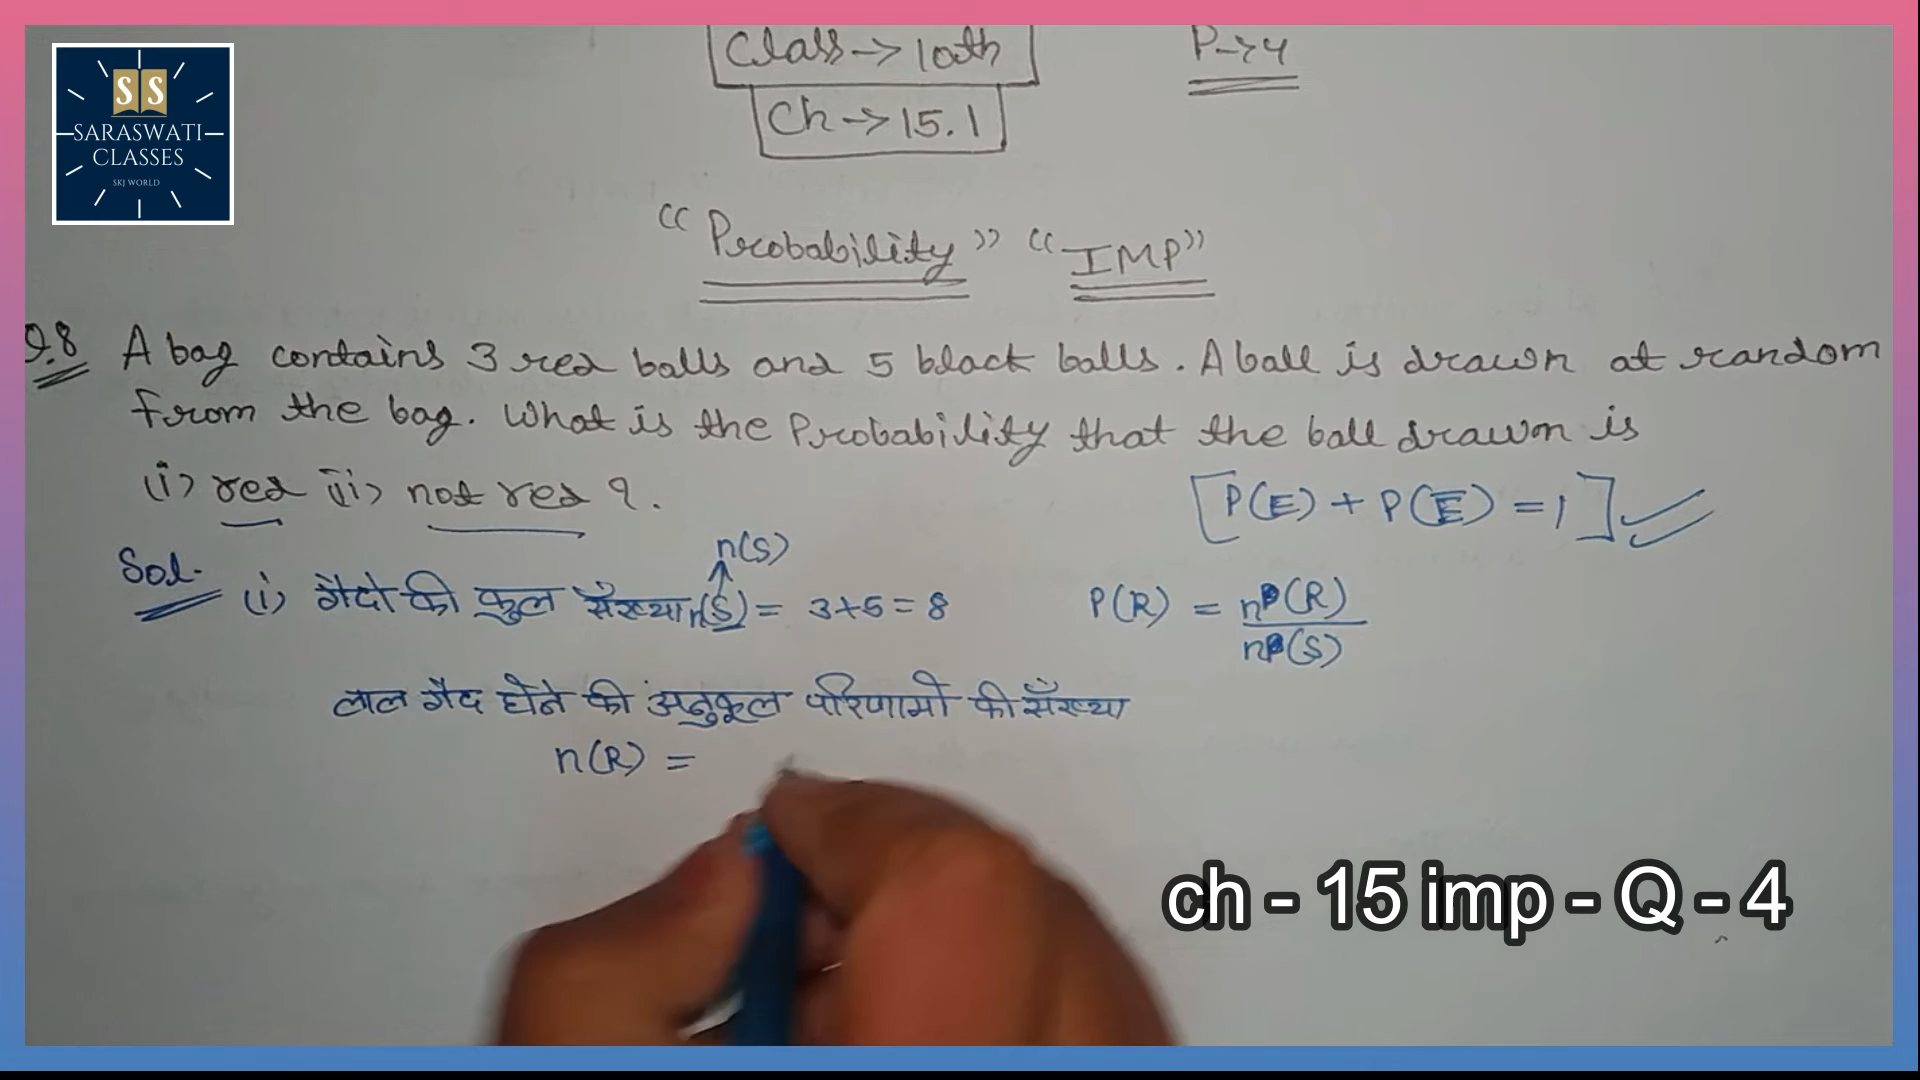 SS
SARASWATI
CLASSES
SKJ WORLD
Class → 10th
P → 4
Ch → 15.1
"Probability" "IMP"
Q.8 A bag contains 3 red balls and 5 black balls. A ball is drawn at random
from the bag. What is the Probability that the ball drawn is
(i) red (ii) not red ?.
[P(E) + P(E̅) = 1]
n(S)
Sol. (i) गैदो की कुल सँख्या n(S) = 3+5 = 8
P(R) = n(R)
n(S)
लाल गैद होने की अनुकूल परिणामो की सँख्या
n(R) =
ch - 15 imp - Q - 4